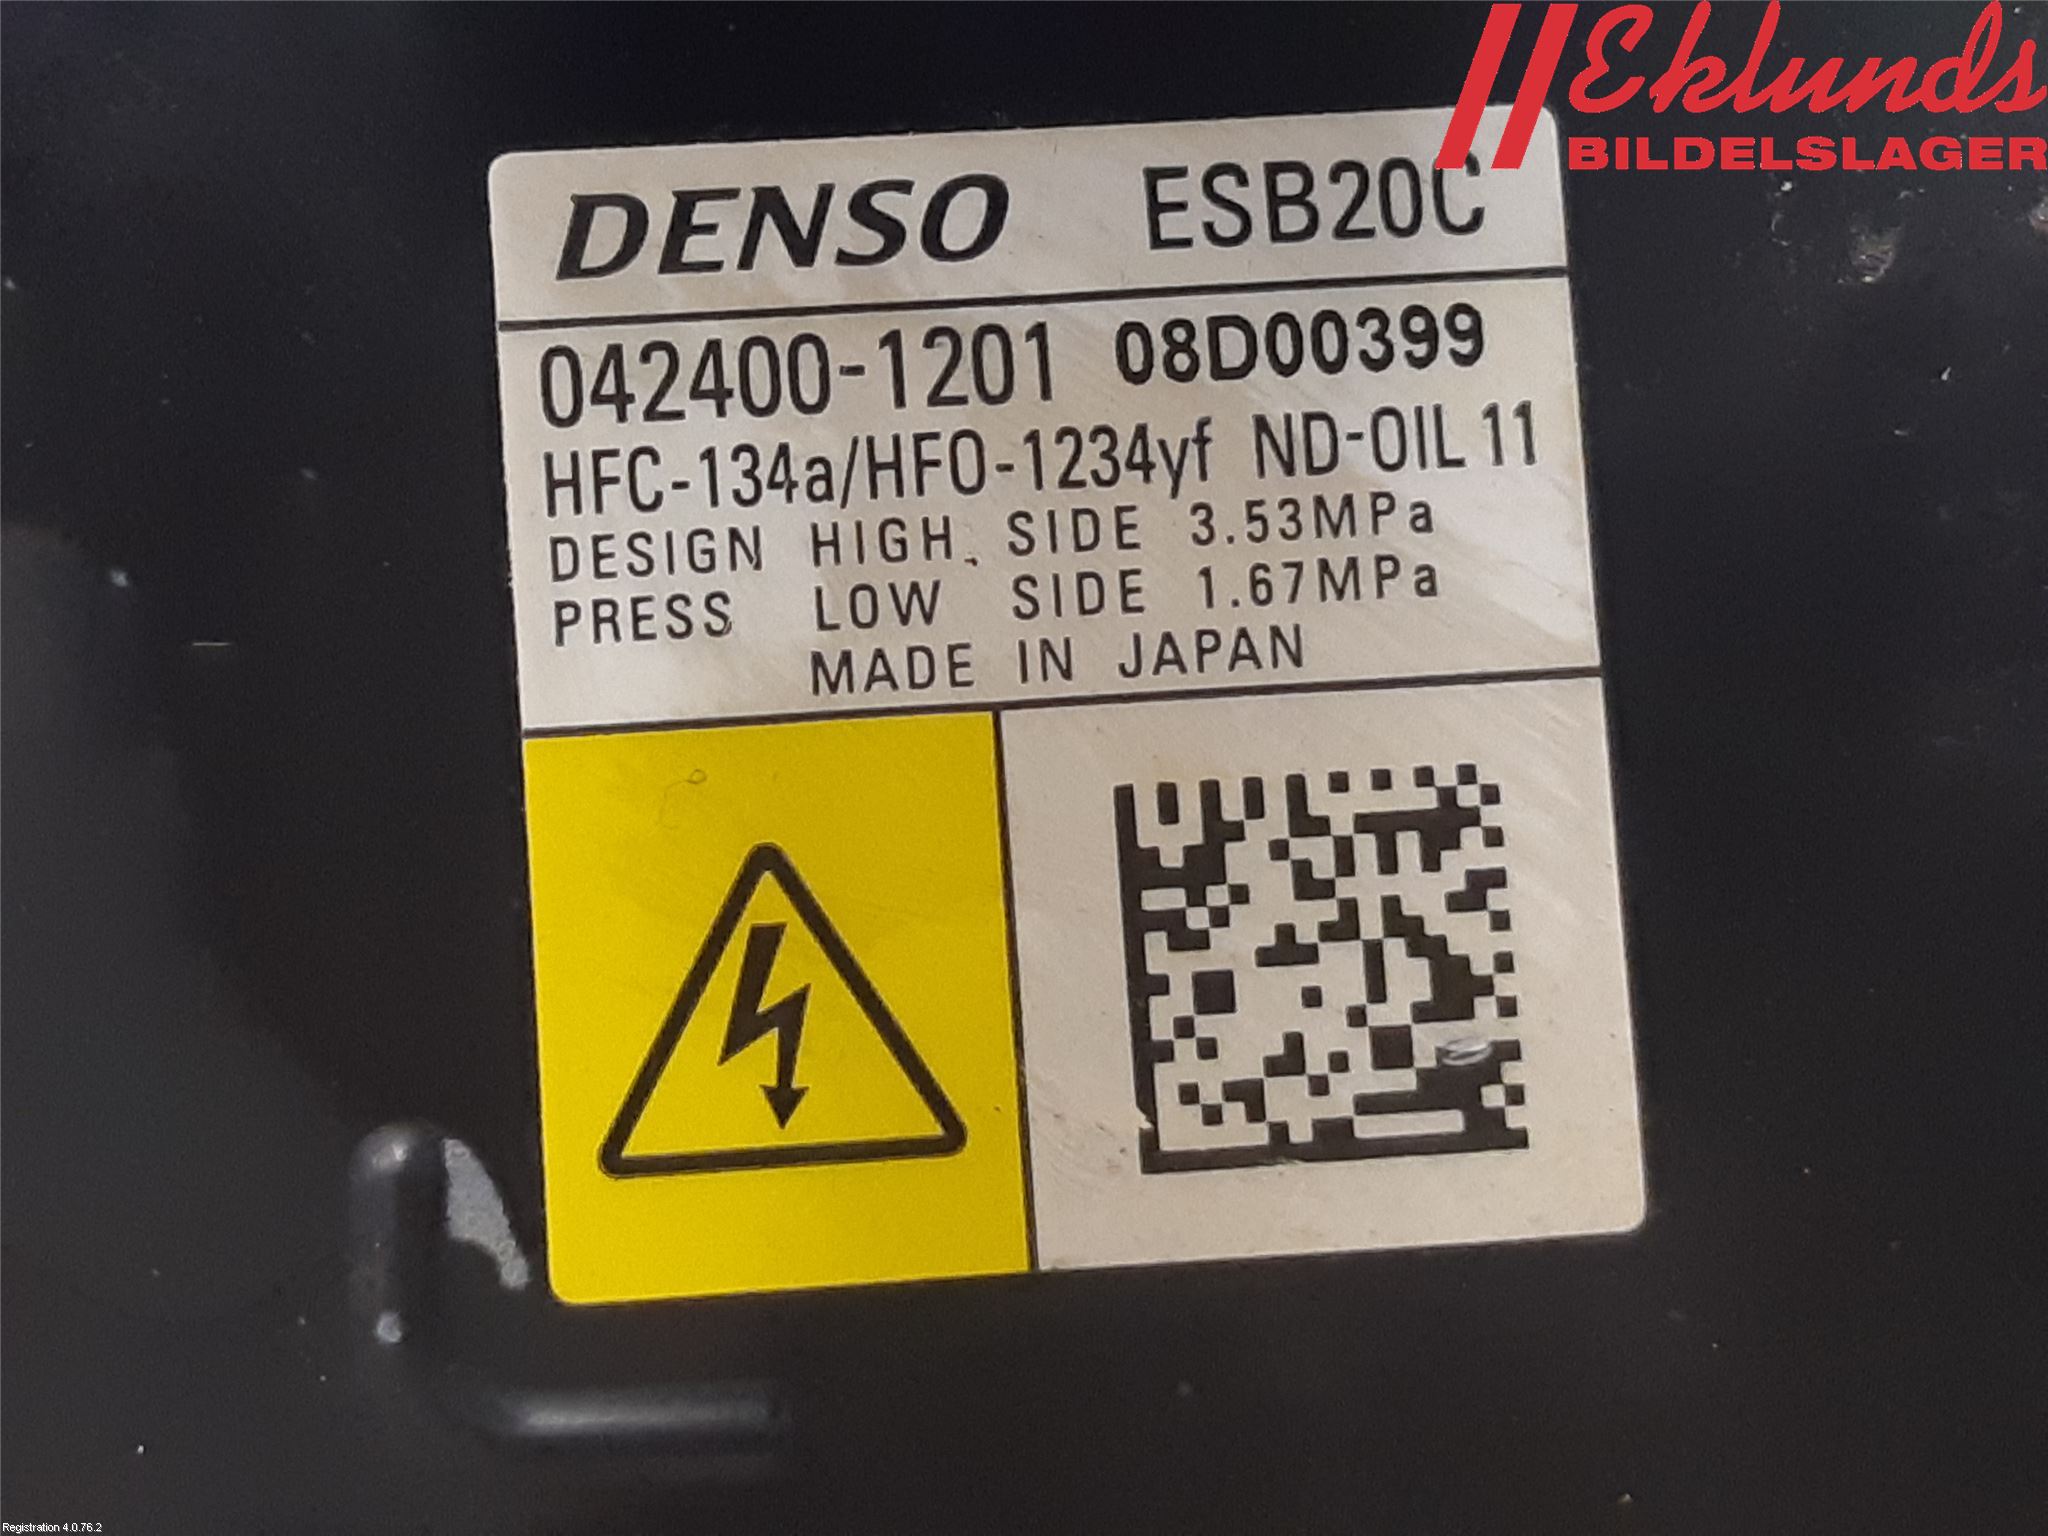 Eklunds
BILDELSLAGER
DENSO ESB20C
042400-1201 08D00399
HFC-134a/HFO-1234yf ND-OIL 11
DESIGN HIGH SIDE 3.53MPa
PRESS LOW SIDE 1.67MPa
MADE IN JAPAN
Registration 4.0.76.2